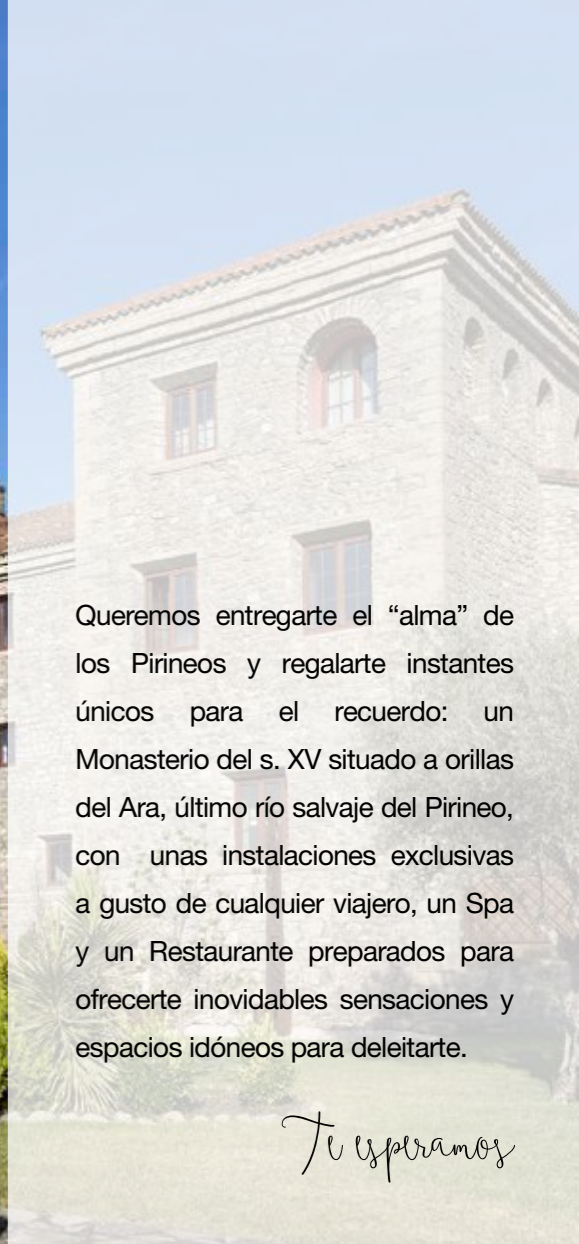 Queremos entregarte el “alma” de
los Pirineos y regalarte instantes
únicos para el recuerdo: un
Monasterio del s. XV situado a orillas
del Ara, último río salvaje del Pirineo,
con unas instalaciones exclusivas
a gusto de cualquier viajero, un Spa
y un Restaurante preparados para
ofrecerte inovidables sensaciones y
espacios idóneos para deleitarte.
Te esperamos